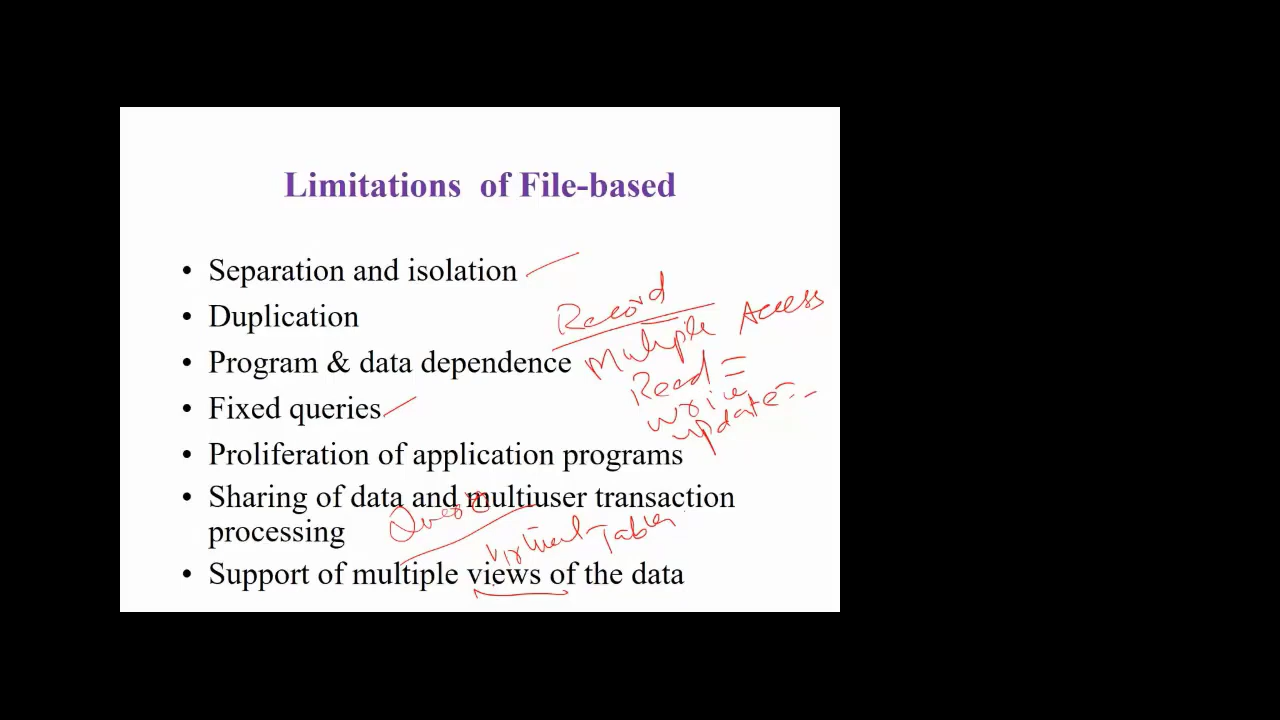 Limitations of File-based
• Separation and isolation
• Duplication
Record
Multiple Access
• Program & data dependence
Read =
write
update --
• Fixed queries
• Proliferation of application programs
• Sharing of data and multiuser transaction
processing
Virtual Table
• Support of multiple views of the data